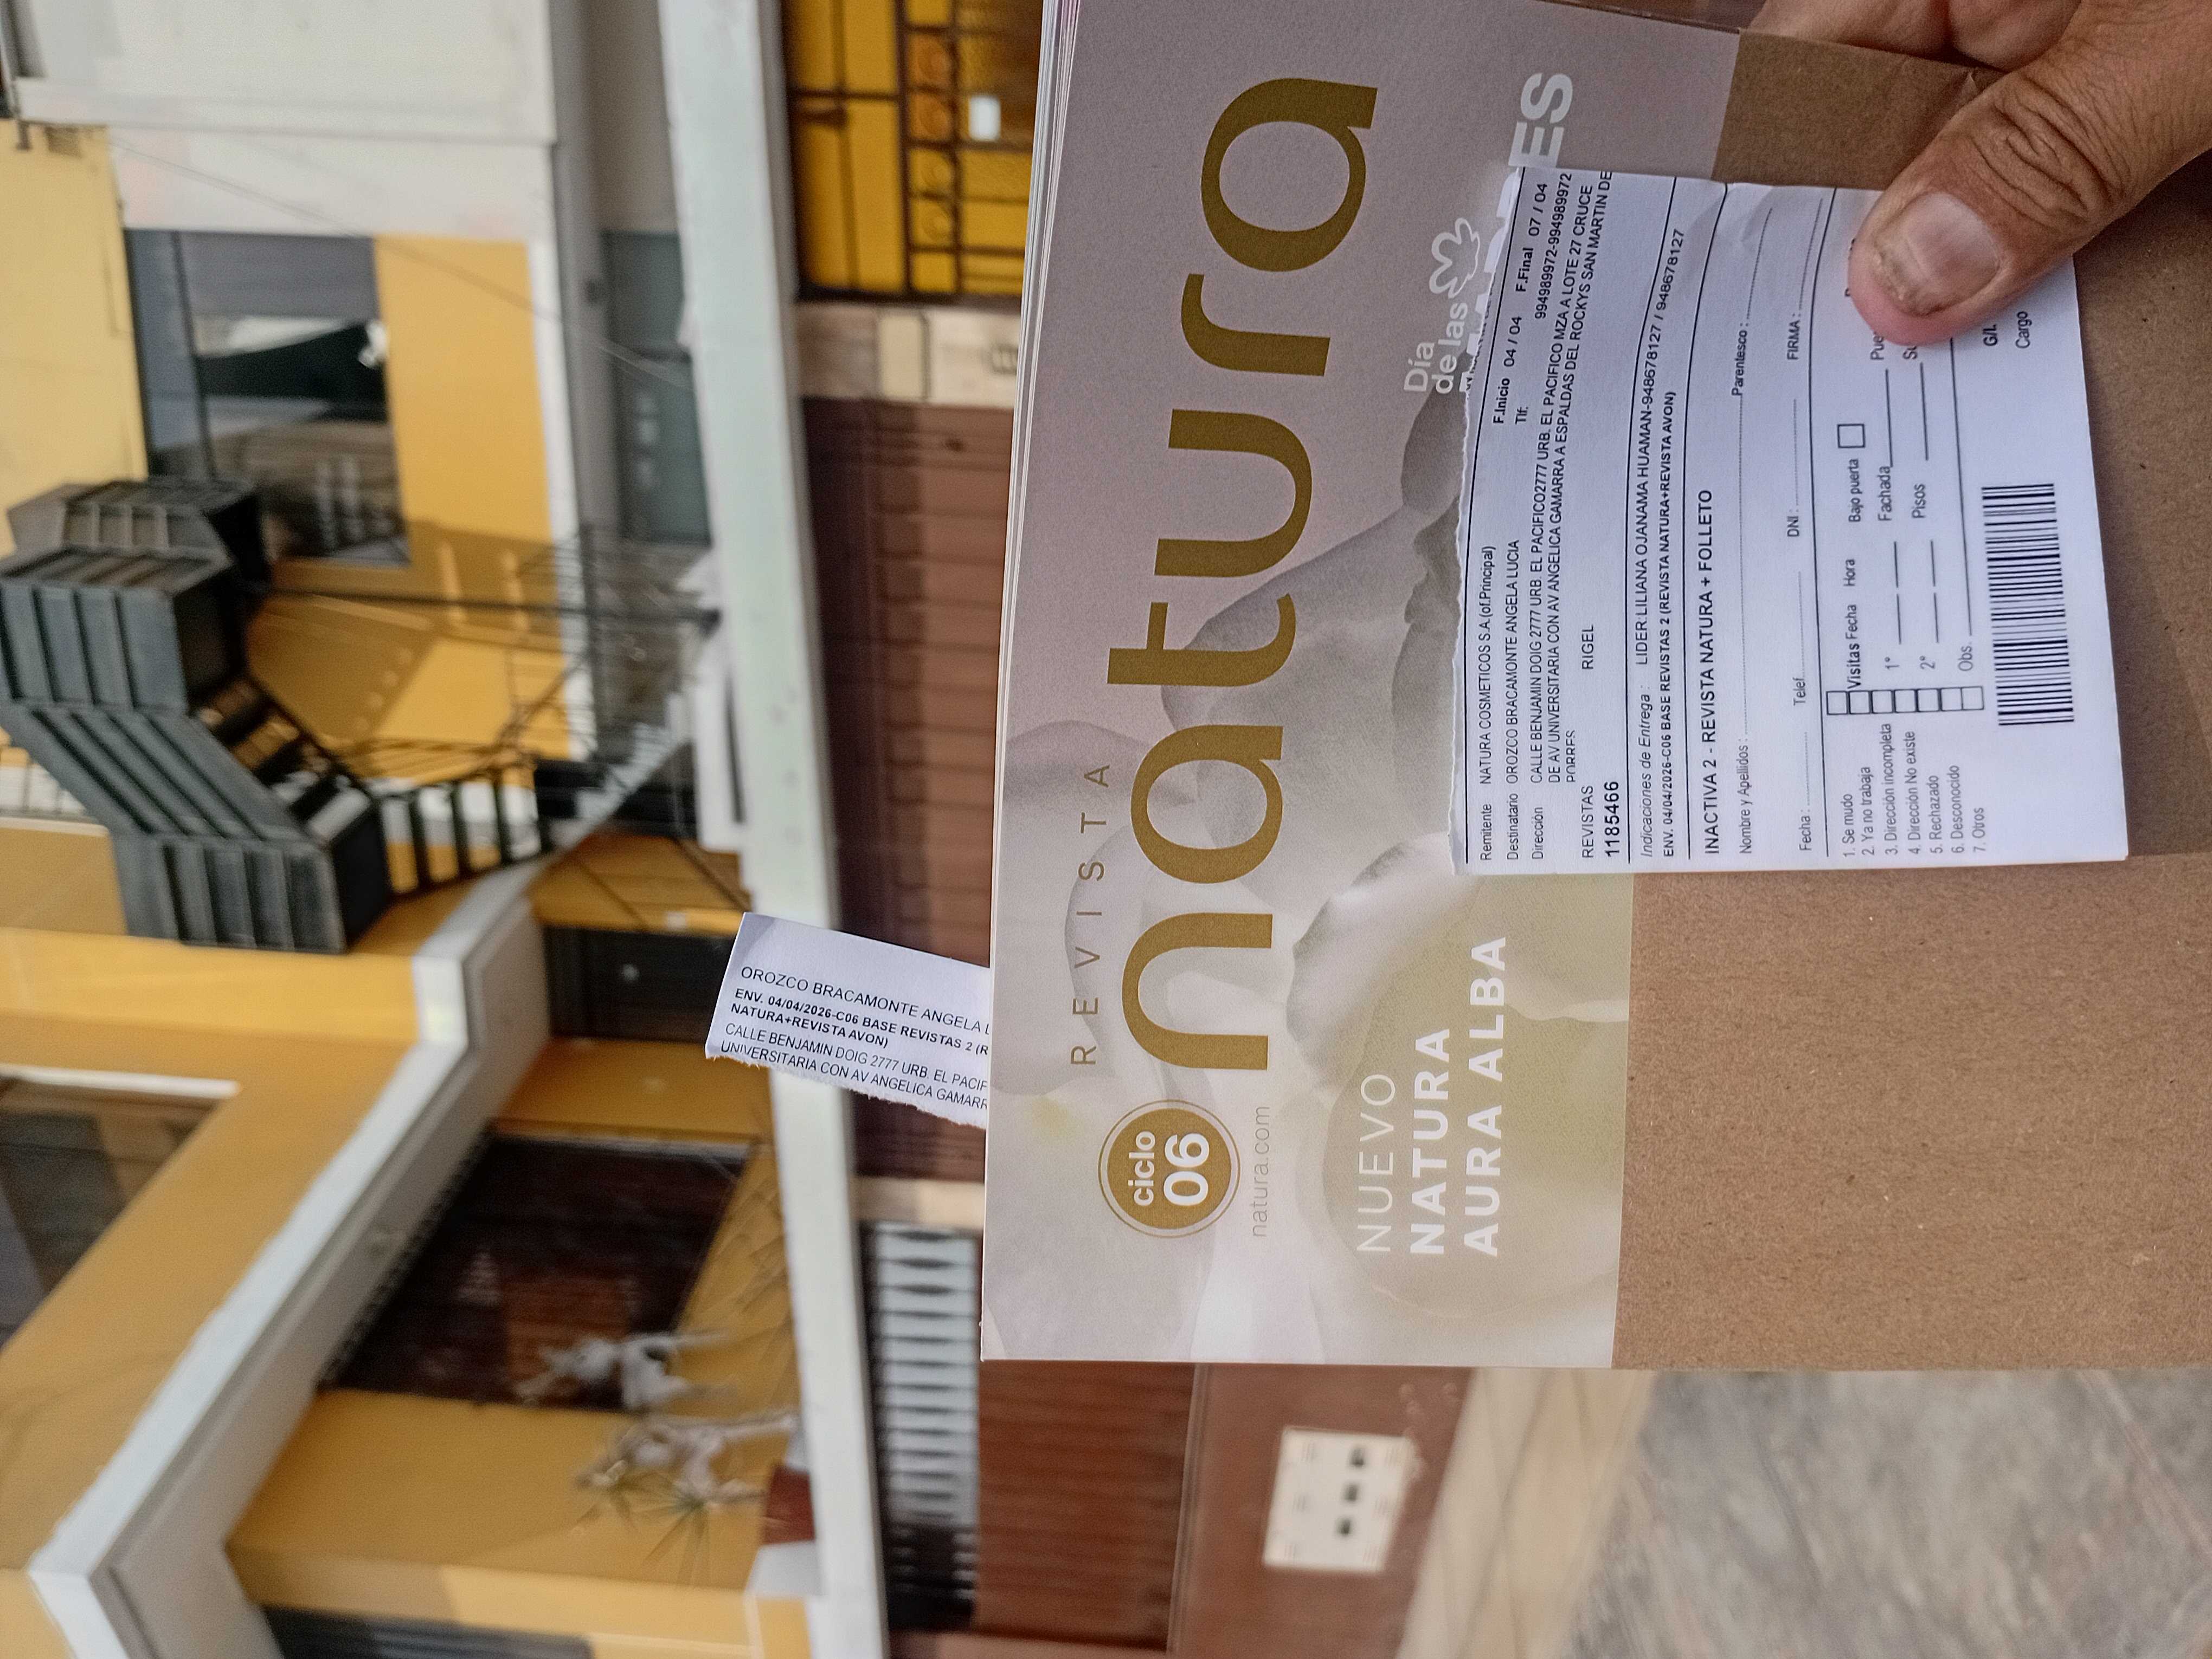 OROZCO BRACAMONTE ANGELA L
ENV. 04/04/2026-C06 BASE REVISTAS 2 (R
NATURA+REVISTA AVON)
CALLE BENJAMIN DOIG 2777 URB. EL PACIF
UNIVERSITARIA CON AV ANGELICA GAMARR
REVISTA
natura
ciclo
06
natura.com
Día
de las
ES
NUEVO
NATURA
AURA ALBA
Remitente NATURA COSMETICOS S.A.(of.Principal) F.Inicio 04 / 04 F.Final 07 / 04
Destinatario OROZCO BRACAMONTE ANGELA LUCIA Tlf: 994989972-994989972
Dirección CALLE BENJAMIN DOIG 2777 URB. EL PACIFICO2777 URB. EL PACIFICO MZA A LOTE 27 CRUCE
DE AV UNIVERSITARIA CON AV ANGELICA GAMARRA A ESPALDAS DEL ROCKYS SAN MARTIN DE
PORRES
REVISTAS RIGEL
1185466
Indicaciones de Entrega : LIDER:LILIANA OJANAMA HUAMAN-948678127 / 948678127
ENV. 04/04/2026-C06 BASE REVISTAS 2 (REVISTA NATURA+REVISTA AVON)
INACTIVA 2 - REVISTA NATURA + FOLLETO
Nombre y Apellidos : Parentesco :
Fecha : Telef DNI : FIRMA :
1. Se mudo Visitas Fecha Hora Bajo puerta
2. Ya no trabaja
3. Dirección incompleta 1° Fachada Pue
4. Dirección No existe
5. Rechazado 2° Pisos
6. Desconocido
7. Otros Obs.
G/L
Cargo